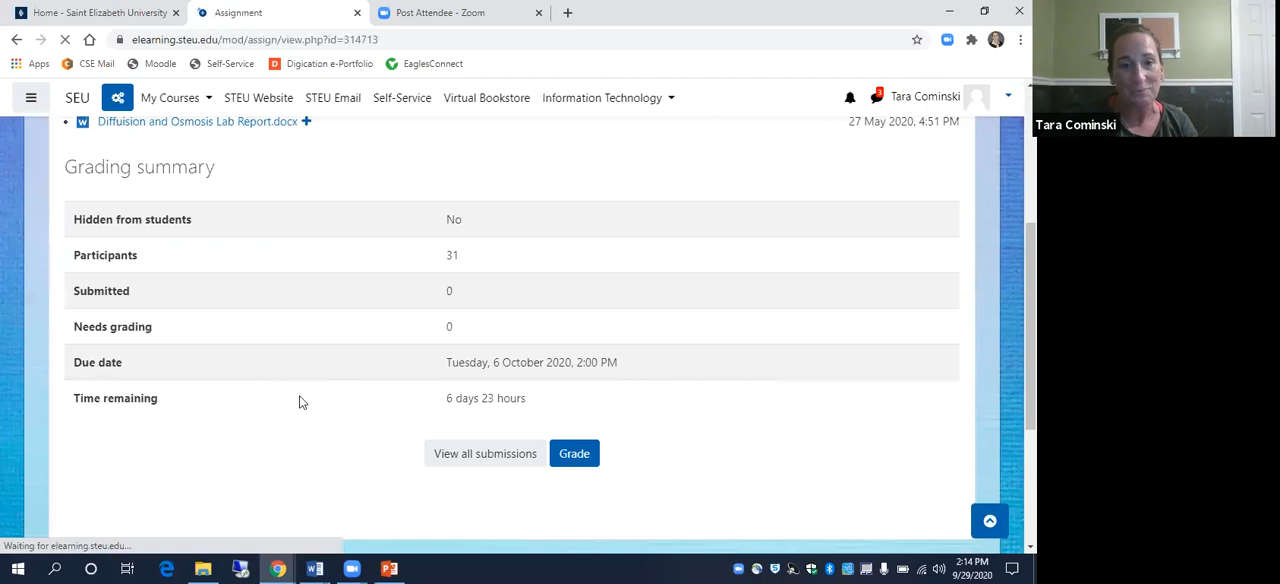 Home - Saint Elizabeth University
Assignment
Post Attendee - Zoom
elearning.steu.edu/mod/assign/view.php?id=314713
Apps CSE Mail Moodle Self-Service Digication e-Portfolio EaglesConnect
SEU My Courses STEU Website STEU Email Self-Service Virtual Bookstore Information Technology 3 Tara Cominski
Tara Cominski
Diffuision and Osmosis Lab Report.docx 27 May 2020, 4:51 PM
Grading summary
Hidden from students No
Participants 31
Submitted 0
Needs grading 0
Due date Tuesday, 6 October 2020, 2:00 PM
Time remaining 6 days 23 hours
View all submissions Grade
Waiting for elearning.steu.edu...
2:14 PM
9/29/2020